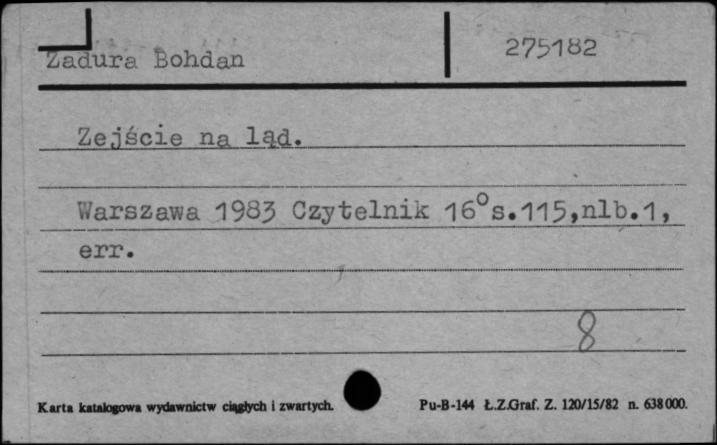 Zadura Bohdan 275182
Zejście na ląd.
Warszawa 1983 Czytelnik 16° s.115,nlb.1,
err.
8
Karta katalogowa wydawnictw ciągłych i zwartych. Pu-B-144 Ł.Z.Graf. Z. 120/15/82 n. 638000.